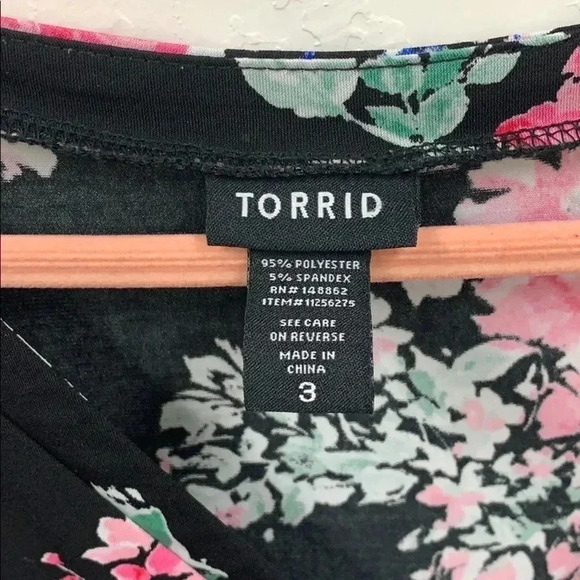 TORRID
95% POLYESTER
5% SPANDEX
RN# 148862
ITEM# 11256275
SEE CARE
ON REVERSE
MADE IN
CHINA
3